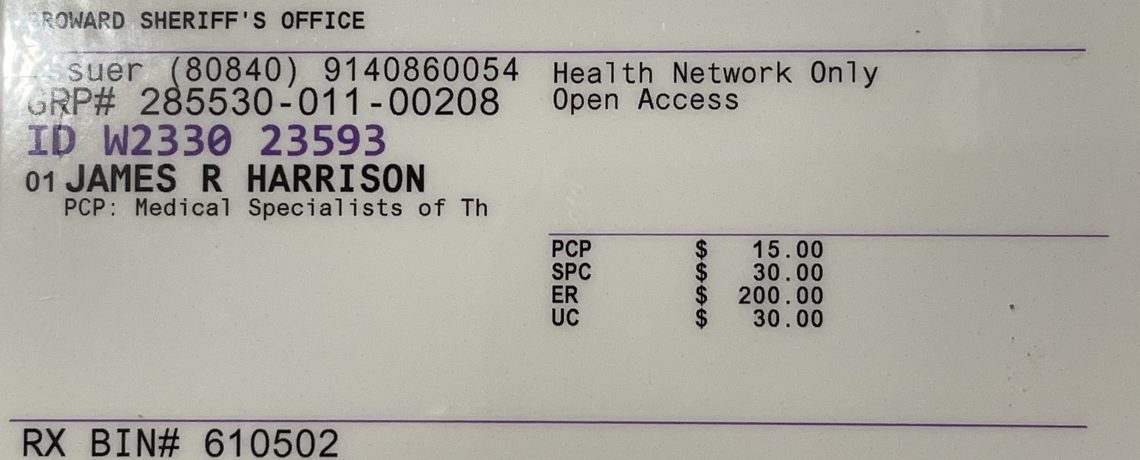 BROWARD SHERIFF'S OFFICE
Issuer (80840) 9140860054
GRP# 285530-011-00208
Health Network Only
Open Access
ID W2330 23593
01 JAMES R HARRISON
PCP: Medical Specialists of Th
PCP $ 15.00
SPC $ 30.00
ER $ 200.00
UC $ 30.00
RX BIN# 610502